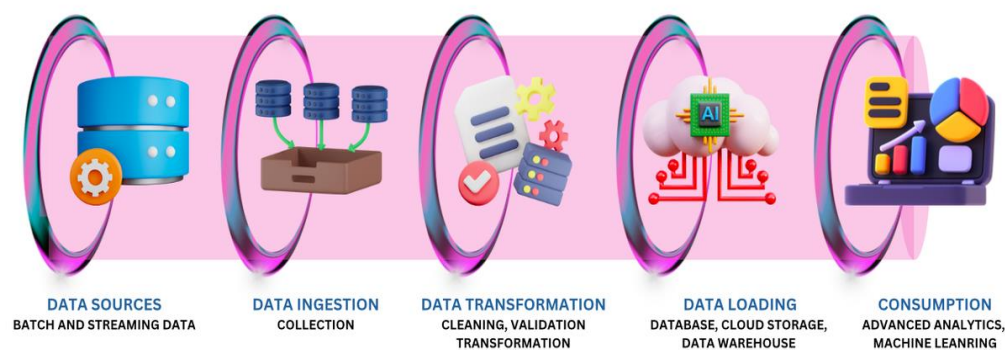 AI
DATA SOURCES
BATCH AND STREAMING DATA
DATA INGESTION
COLLECTION
DATA TRANSFORMATION
CLEANING, VALIDATION
TRANSFORMATION
DATA LOADING
DATABASE, CLOUD STORAGE,
DATA WAREHOUSE
CONSUMPTION
ADVANCED ANALYTICS,
MACHINE LEANRING